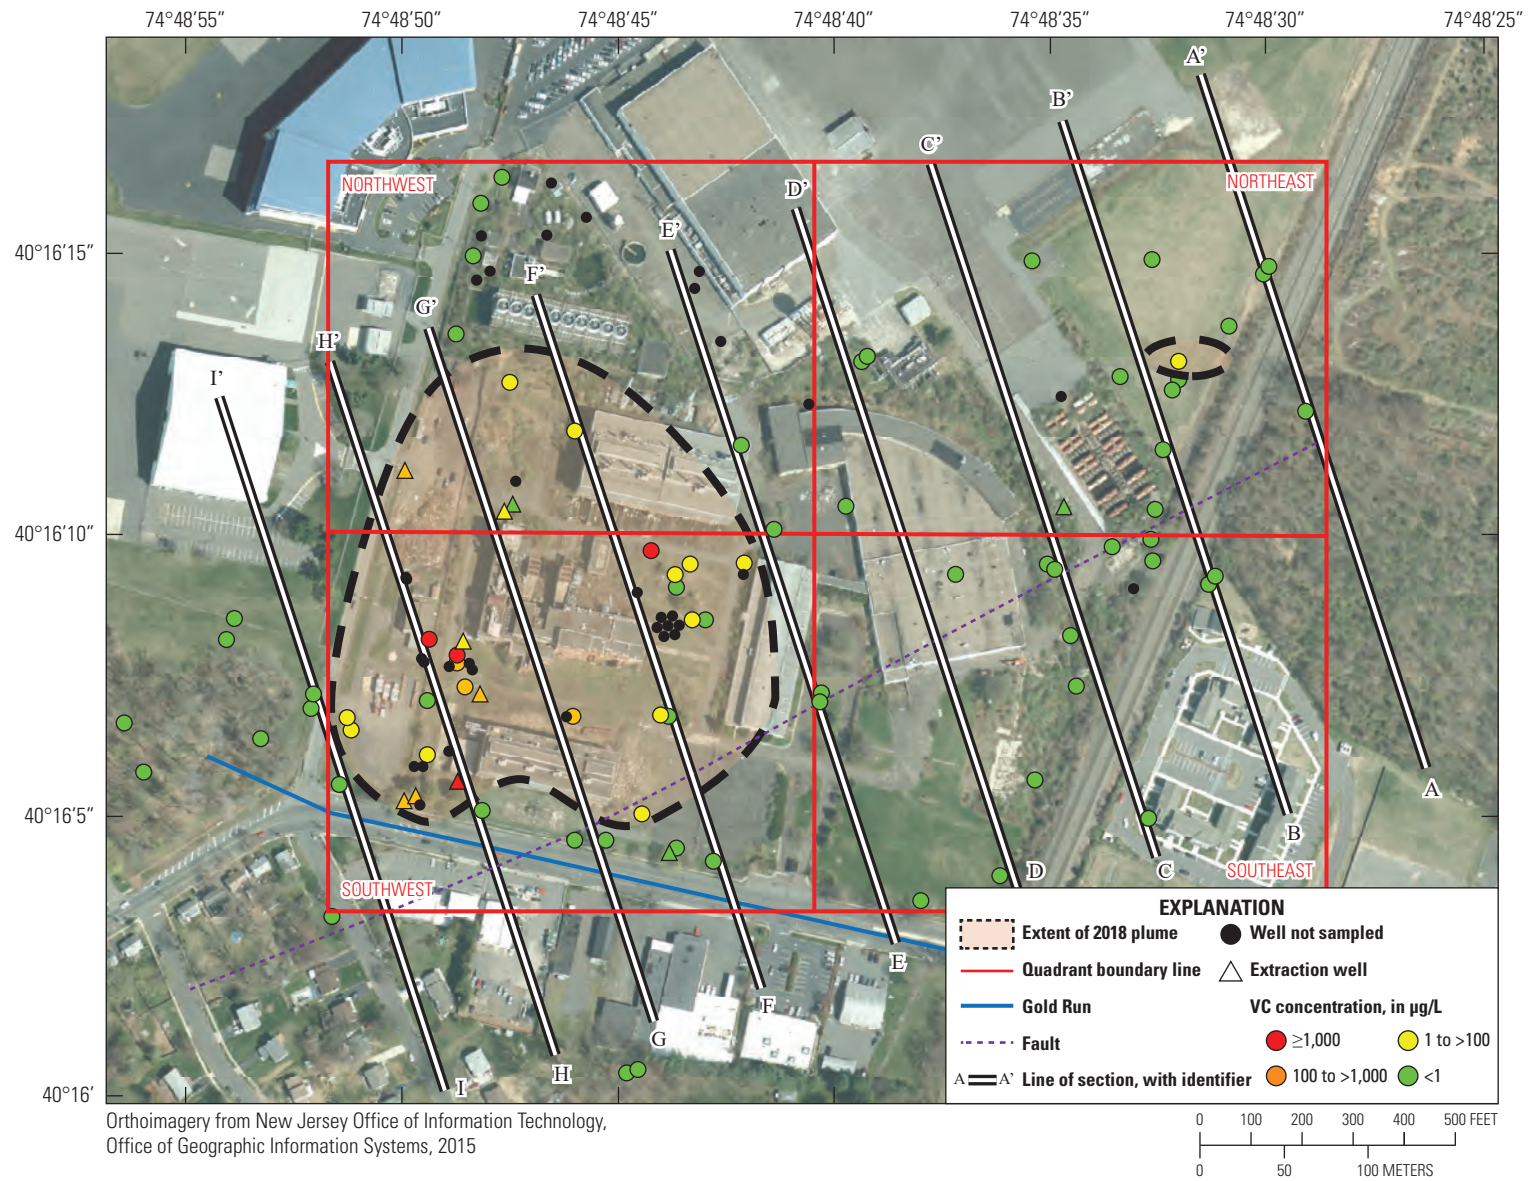 74°48′55″ 74°48′50″ 74°48′45″ 74°48′40″ 74°48′35″ 74°48′30″ 74°48′25″
A'
B'
C'
NORTHWEST
NORTHEAST
D'
E'
40°16′15″
F'
G'
H'
I'
40°16′10″
40°16′5″
A
B
C
D
SOUTHWEST
SOUTHEAST
E
F
G
H
I
40°16′
EXPLANATION
Extent of 2018 plume
Quadrant boundary line
Gold Run
Fault
A A' Line of section, with identifier
Well not sampled
Extraction well
VC concentration, in µg/L
≥1,000
100 to >1,000
1 to >100
<1
Orthoimagery from New Jersey Office of Information Technology,
Office of Geographic Information Systems, 2015
0 100 200 300 400 500 FEET
0 50 100 METERS